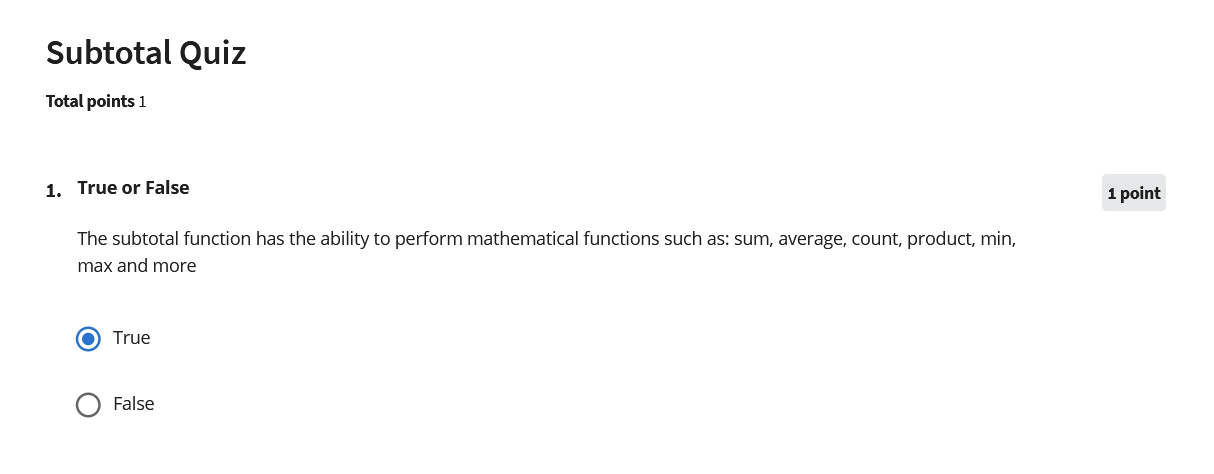 Subtotal Quiz
Total points 1
1. True or False
1 point
The subtotal function has the ability to perform mathematical functions such as: sum, average, count, product, min,
max and more
True
False